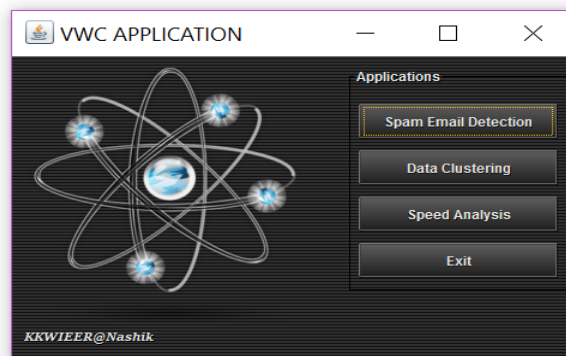 VWC APPLICATION
Applications
Spam Email Detection
Data Clustering
Speed Analysis
Exit
KKWIEER@Nashik